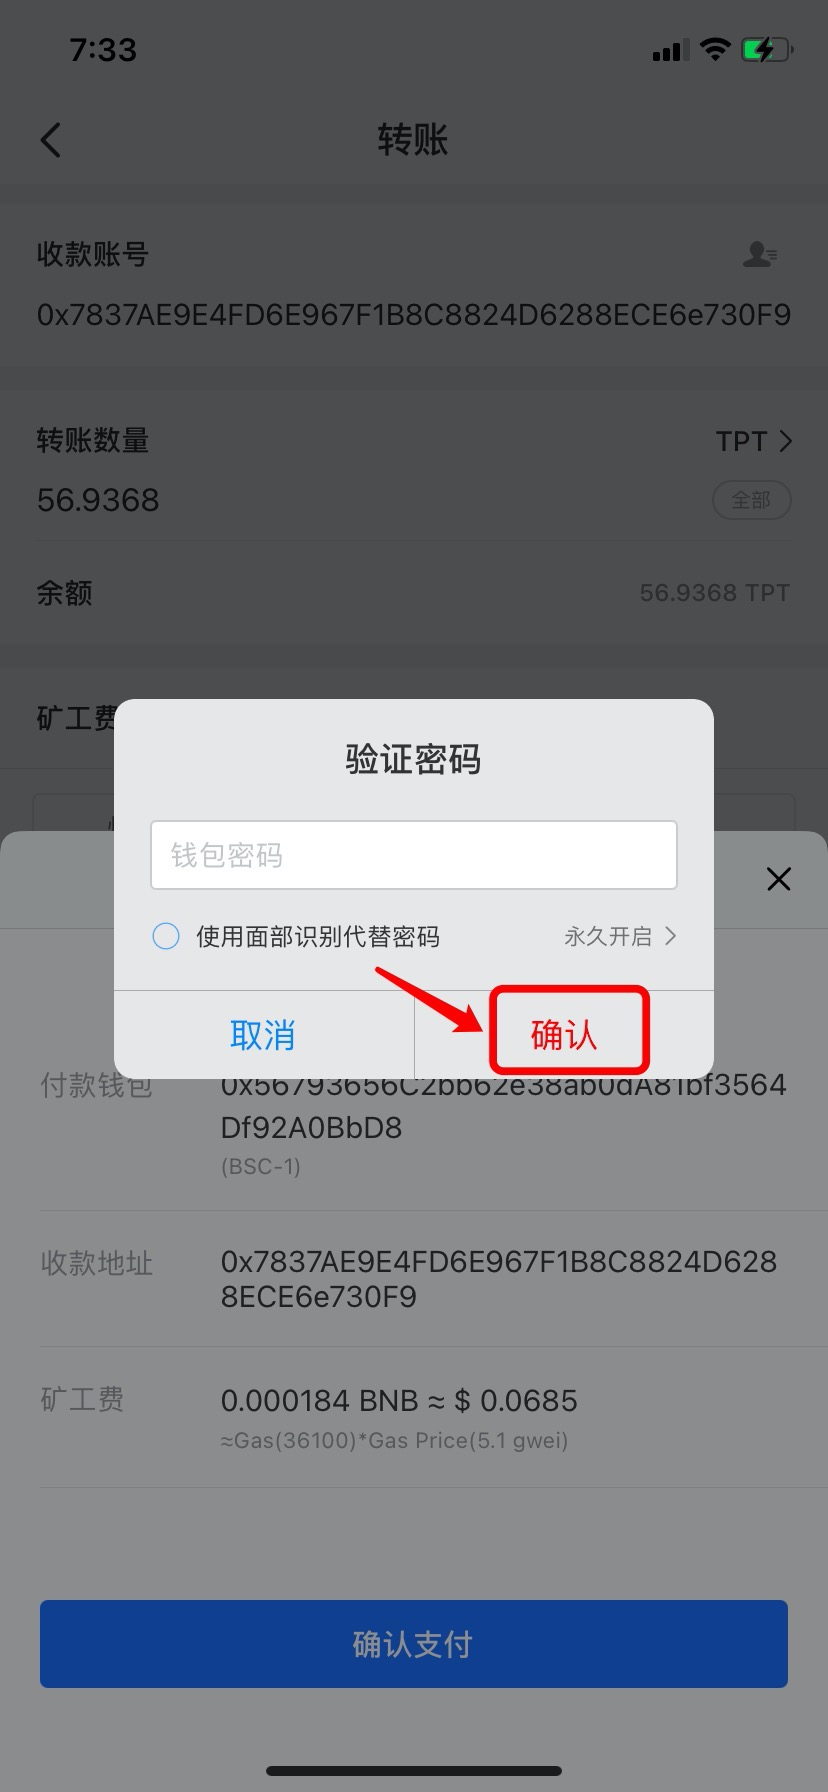 7:33
转账
收款账号
0x7837AE9E4FD6E967F1B8C8824D6288ECE6e730F9
转账数量
TPT
56.9368
全部
余额
56.9368 TPT
矿工费
验证密码
钱包密码
使用面部识别代替密码
永久开启
取消
确认
付款钱包
0x56793656C2bb62e38ab0dA81bf3564
Df92A0BbD8
(BSC-1)
收款地址
0x7837AE9E4FD6E967F1B8C8824D628
8ECE6e730F9
矿工费
0.000184 BNB ≈ $ 0.0685
≈Gas(36100)*Gas Price(5.1 gwei)
确认支付